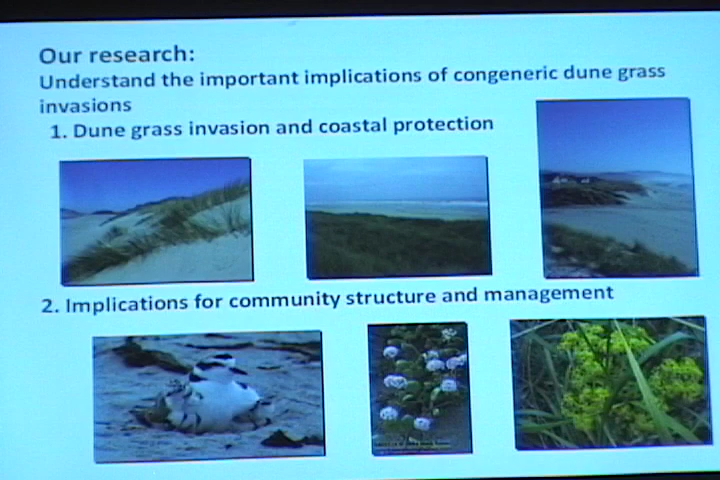 Our research:
Understand the important implications of congeneric dune grass
invasions
1. Dune grass invasion and coastal protection
2. Implications for community structure and management